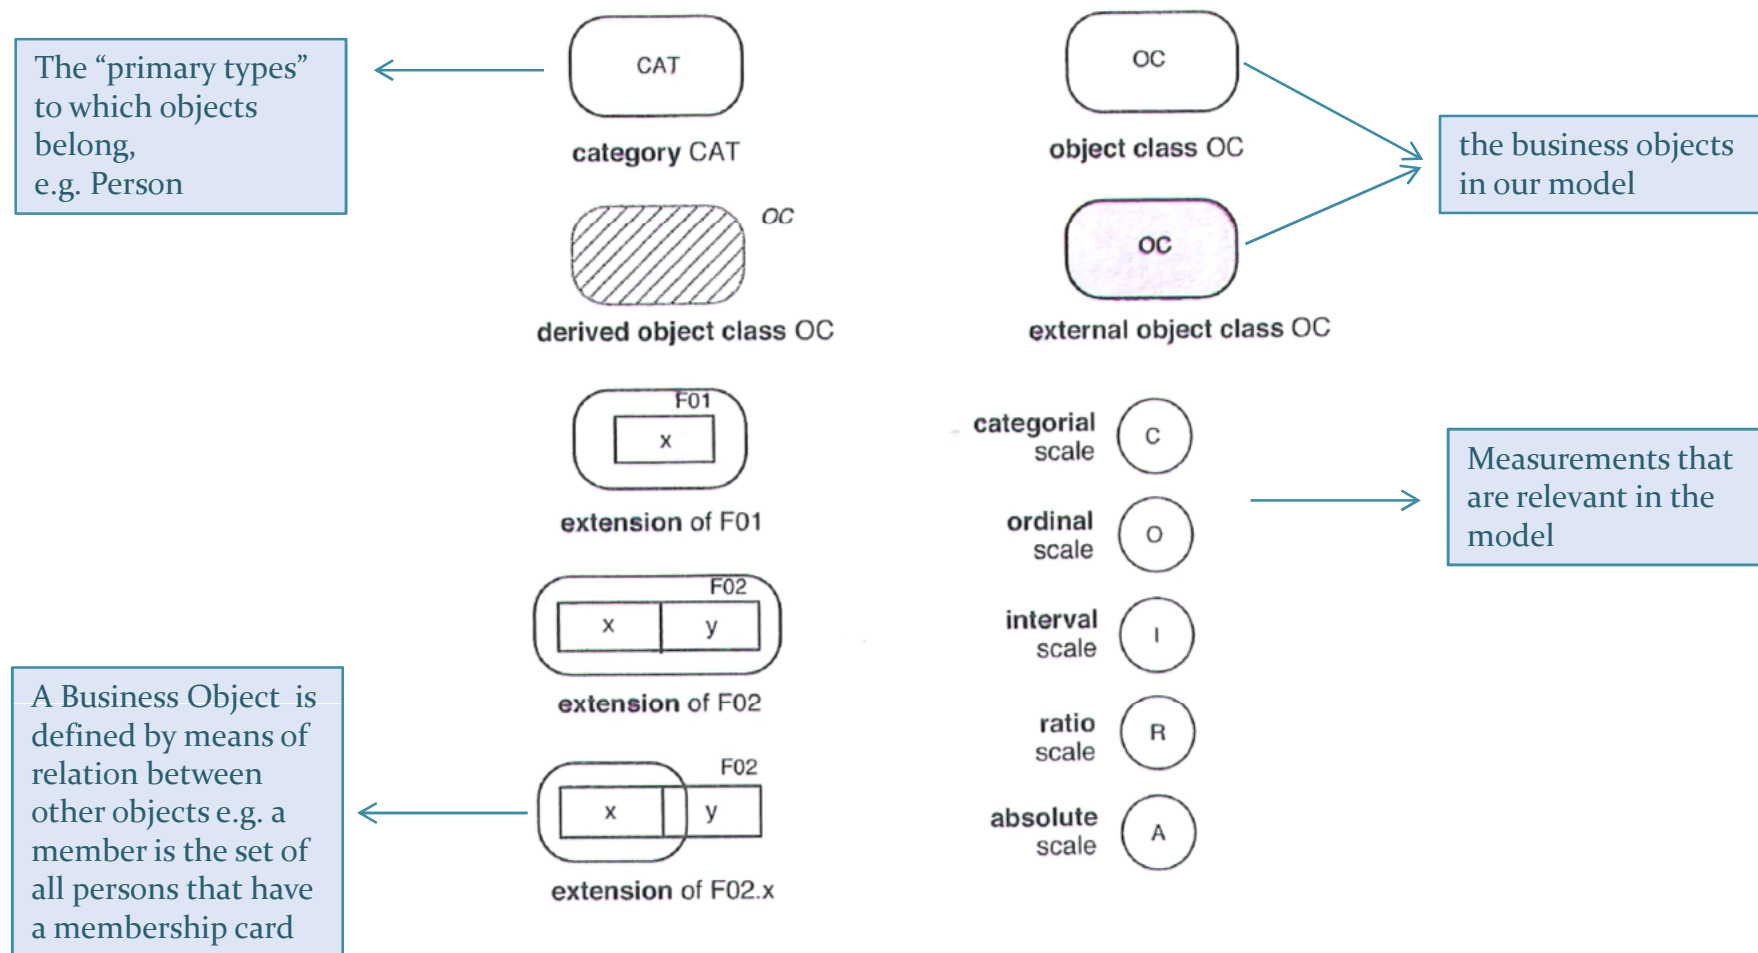 The “primary types”
to which objects
belong,
e.g. Person
CAT
category CAT
OC
object class OC
the business objects
in our model
OC
derived object class OC
OC
external object class OC
F01
x
extension of F01
F02
x y
extension of F02
A Business Object is
defined by means of
relation between
other objects e.g. a
member is the set of
all persons that have
a membership card
F02
x y
extension of F02.x
categorial
scale
C
ordinal
scale
O
interval
scale
I
ratio
scale
R
absolute
scale
A
Measurements that
are relevant in the
model